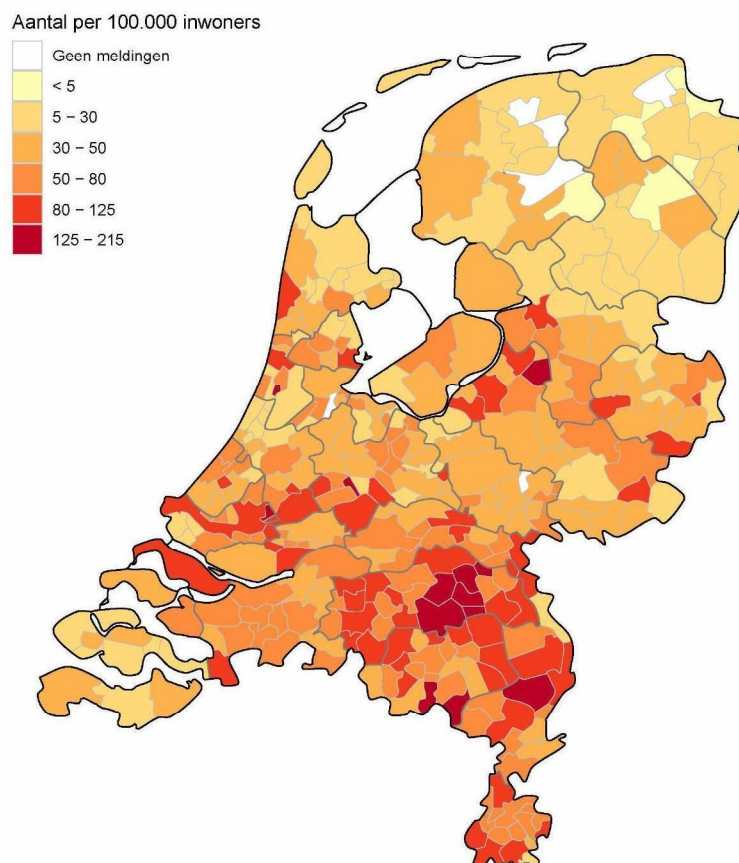 Aantal per 100.000 inwoners
Geen meldingen
< 5
5 – 30
30 – 50
50 – 80
80 – 125
125 – 215